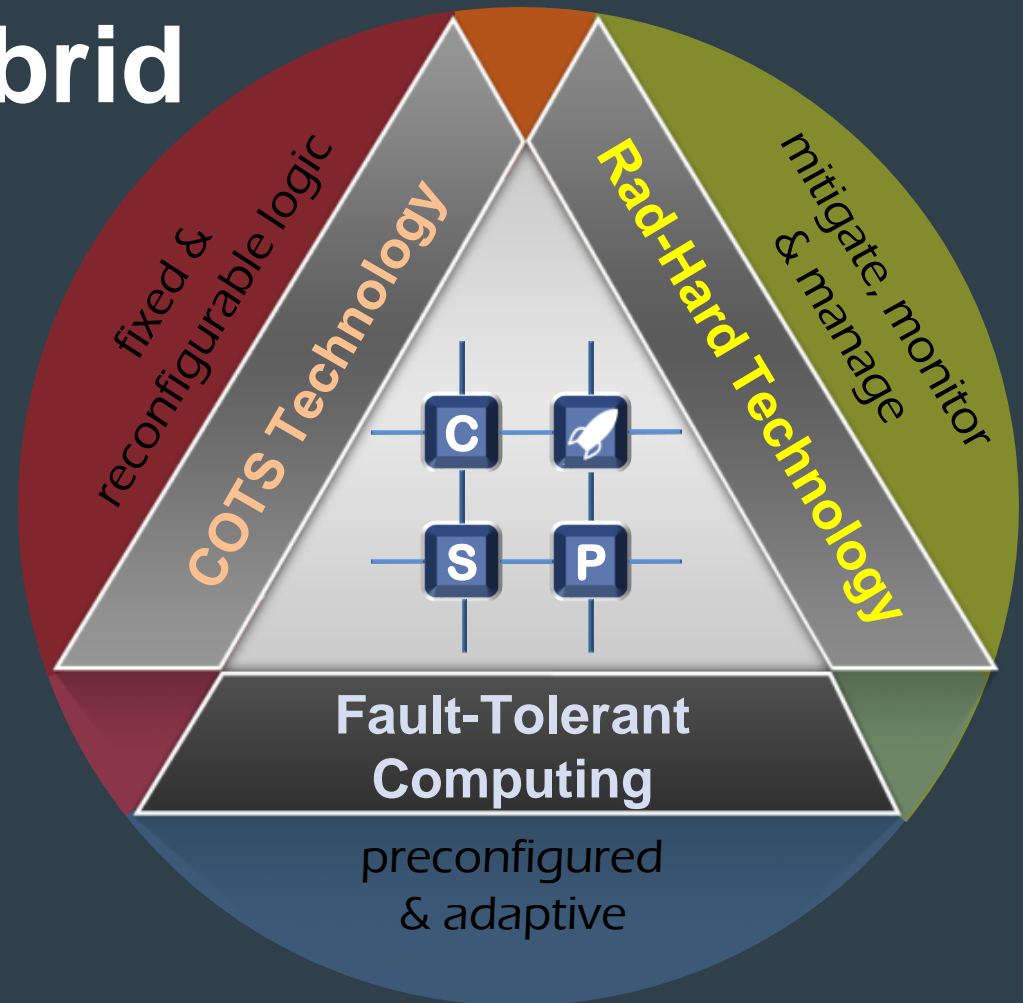 brid
fixed &
reconfigurable logic
COTS Technology
Rad-Hard Technology
mitigate, monitor
& manage
C
S P
Fault-Tolerant
Computing
preconfigured
& adaptive